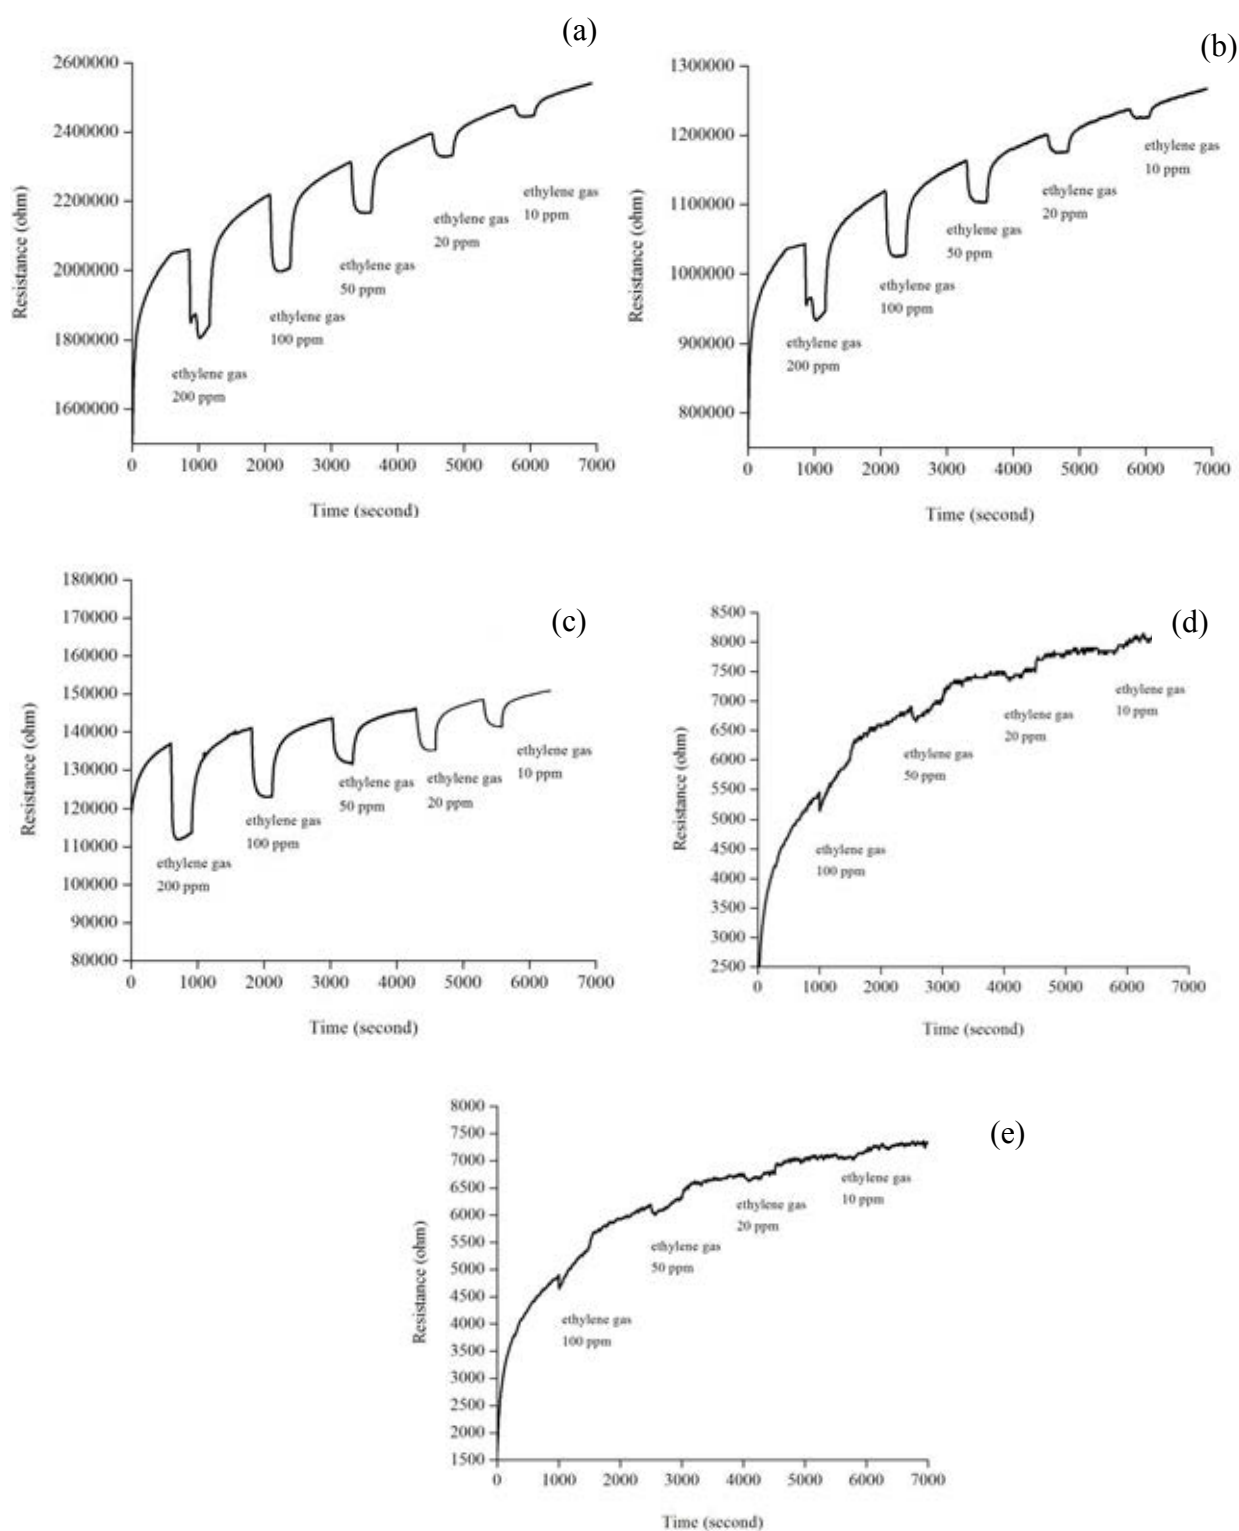 (a)
2600000
2400000
2200000
2000000
1800000
1600000
Resistance (ohm)
ethylene gas
200 ppm
ethylene gas
100 ppm
ethylene gas
50 ppm
ethylene gas
20 ppm
ethylene gas
10 ppm
0 1000 2000 3000 4000 5000 6000 7000
Time (second)
(b)
1300000
1200000
1100000
1000000
900000
800000
Resistance (ohm)
ethylene gas
200 ppm
ethylene gas
100 ppm
ethylene gas
50 ppm
ethylene gas
20 ppm
ethylene gas
10 ppm
0 1000 2000 3000 4000 5000 6000 7000
Time (second)
(c)
180000
170000
160000
150000
140000
130000
120000
110000
100000
90000
80000
Resistance (ohm)
ethylene gas
200 ppm
ethylene gas
100 ppm
ethylene gas
50 ppm
ethylene gas
20 ppm
ethylene gas
10 ppm
0 1000 2000 3000 4000 5000 6000 7000
Time (second)
(d)
8500
8000
7500
7000
6500
6000
5500
5000
4500
4000
3500
3000
2500
Resistance (ohm)
ethylene gas
100 ppm
ethylene gas
50 ppm
ethylene gas
20 ppm
ethylene gas
10 ppm
0 1000 2000 3000 4000 5000 6000 7000
Time (second)
(e)
8000
7500
7000
6500
6000
5500
5000
4500
4000
3500
3000
2500
2000
1500
Resistance (ohm)
ethylene gas
100 ppm
ethylene gas
50 ppm
ethylene gas
20 ppm
ethylene gas
10 ppm
0 1000 2000 3000 4000 5000 6000 7000
Time (second)